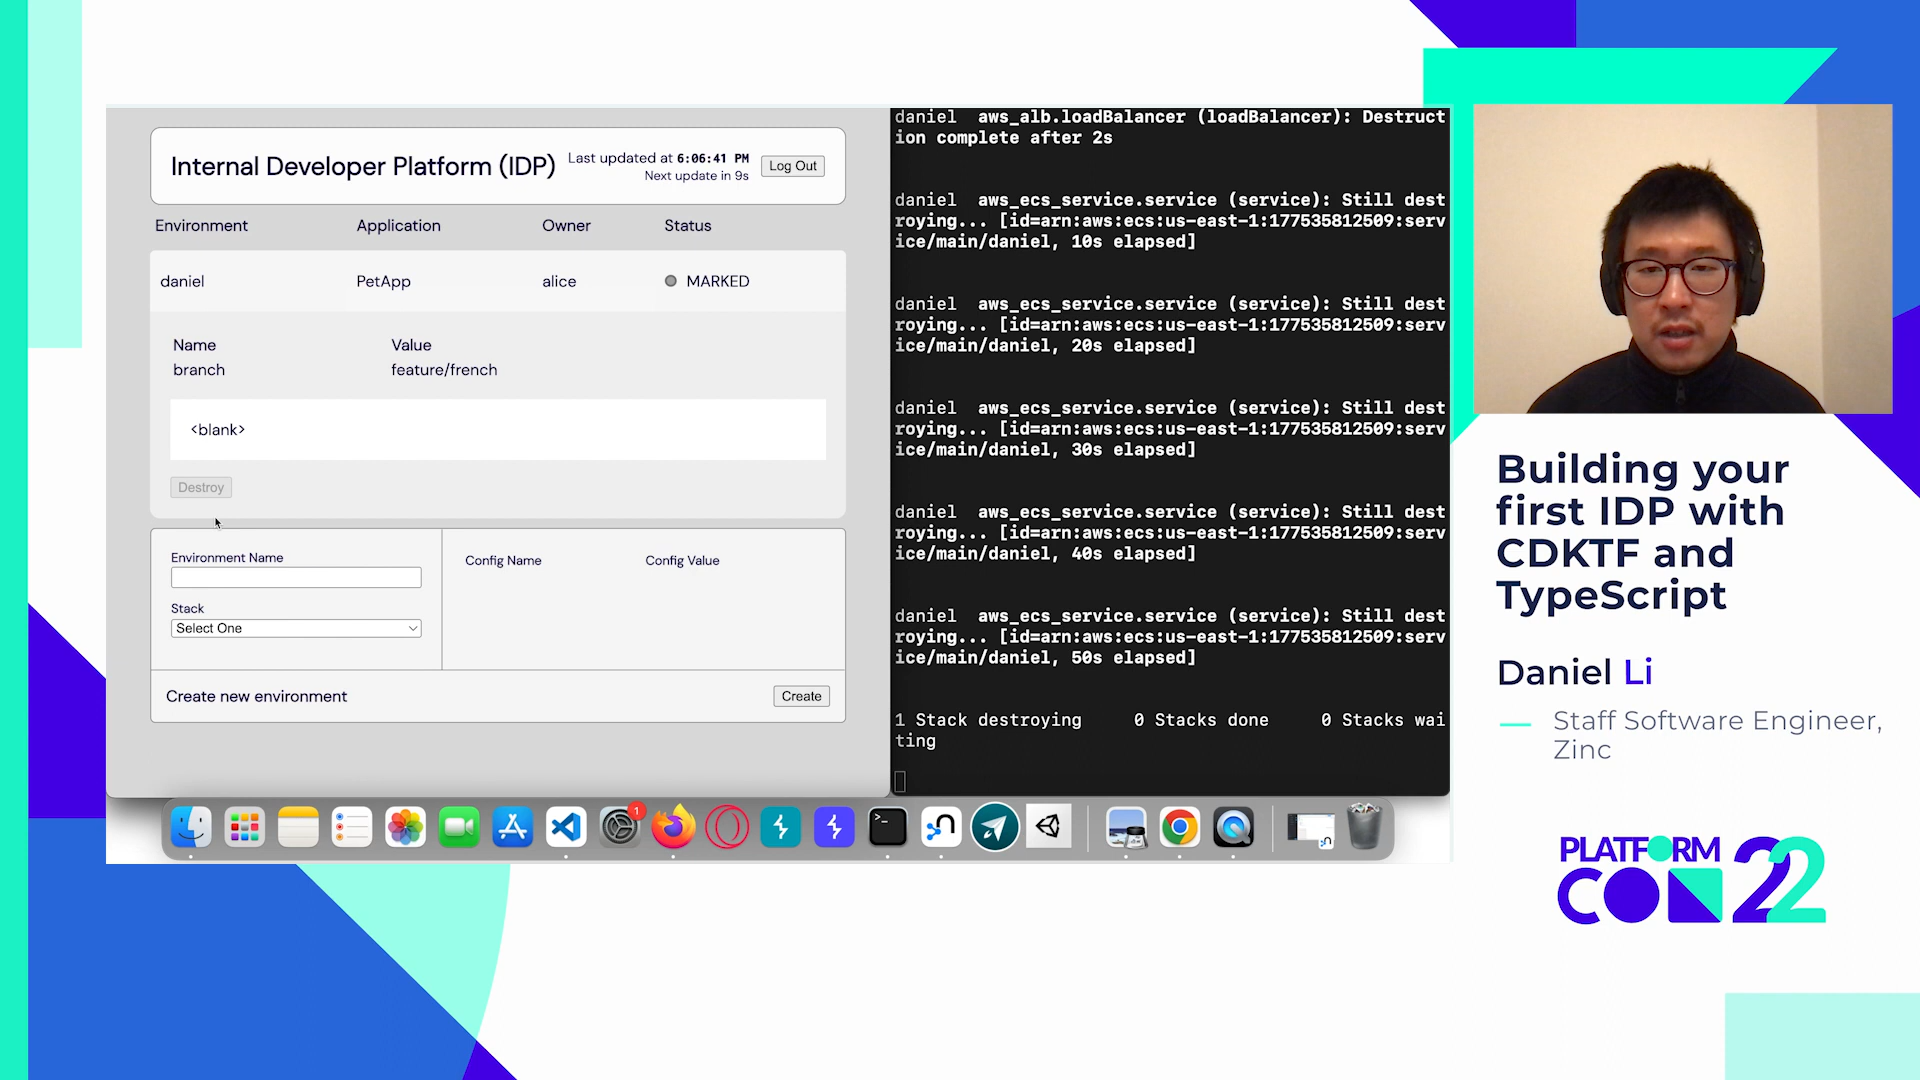 Internal Developer Platform (IDP)
Last updated at 6:06:41 PM
Next update in 9s
Log Out
Environment Application Owner Status
daniel PetApp alice MARKED
Name Value
branch feature/french
<blank>
Destroy
Environment Name
Stack
Select One
Config Name Config Value
Create new environment
Create
daniel aws_alb.loadBalancer (loadBalancer): Destruct
ion complete after 2s
daniel aws_ecs_service.service (service): Still dest
roying... [id=arn:aws:ecs:us-east-1:177535812509:serv
ice/main/daniel, 10s elapsed]
daniel aws_ecs_service.service (service): Still dest
roying... [id=arn:aws:ecs:us-east-1:177535812509:serv
ice/main/daniel, 20s elapsed]
daniel aws_ecs_service.service (service): Still dest
roying... [id=arn:aws:ecs:us-east-1:177535812509:serv
ice/main/daniel, 30s elapsed]
daniel aws_ecs_service.service (service): Still dest
roying... [id=arn:aws:ecs:us-east-1:177535812509:serv
ice/main/daniel, 40s elapsed]
daniel aws_ecs_service.service (service): Still dest
roying... [id=arn:aws:ecs:us-east-1:177535812509:serv
ice/main/daniel, 50s elapsed]
1 Stack destroying 0 Stacks done 0 Stacks wai
ting
1
Building your
first IDP with
CDKTF and
TypeScript
Daniel Li
Staff Software Engineer,
Zinc
PLATFORM
CON 22